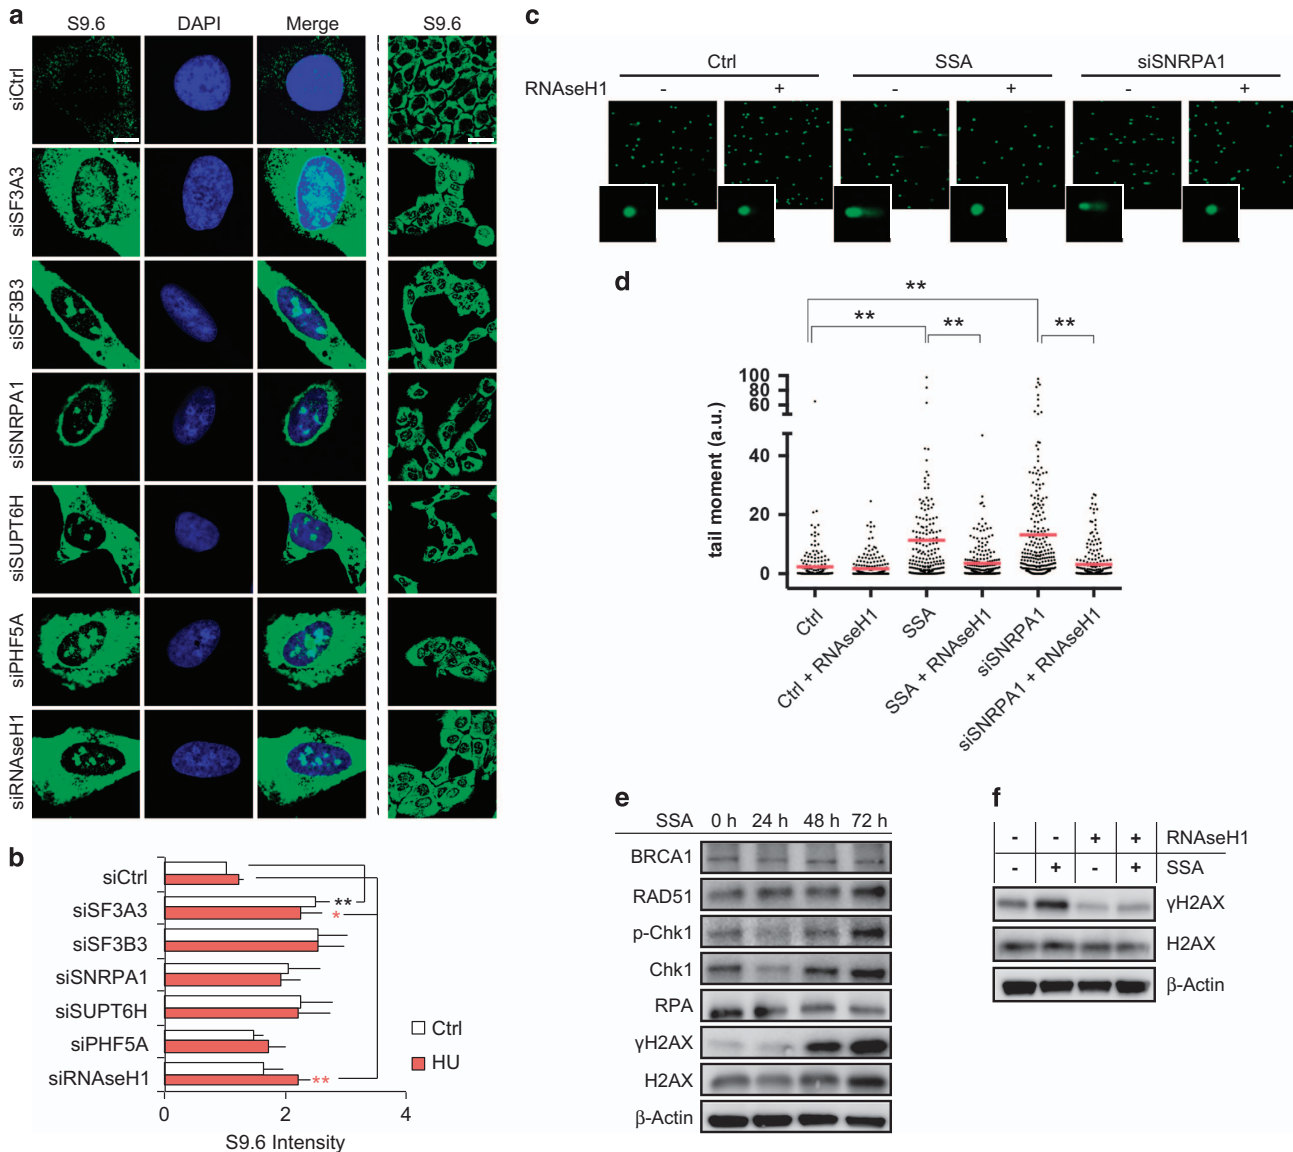 a
S9.6 DAPI Merge S9.6
siCtrl
siSF3A3
siSF3B3
siSNRPA1
siSUPT6H
siPHF5A
siRNAseH1
b
siCtrl
siSF3A3
siSF3B3
siSNRPA1
siSUPT6H
siPHF5A
siRNAseH1
**
*
**
Ctrl
HU
0 2 4
S9.6 Intensity
c
Ctrl SSA siSNRPA1
RNAseH1 - + - + - +
d
**
** ** **
tail moment (a.u.)
100
80
60
40
20
0
Ctrl
Ctrl + RNAseH1
SSA
SSA + RNAseH1
siSNRPA1
siSNRPA1 + RNAseH1
e
SSA 0 h 24 h 48 h 72 h
BRCA1
RAD51
p-Chk1
Chk1
RPA
γH2AX
H2AX
β-Actin
f
- - + + RNAseH1
- + - + SSA
γH2AX
H2AX
β-Actin